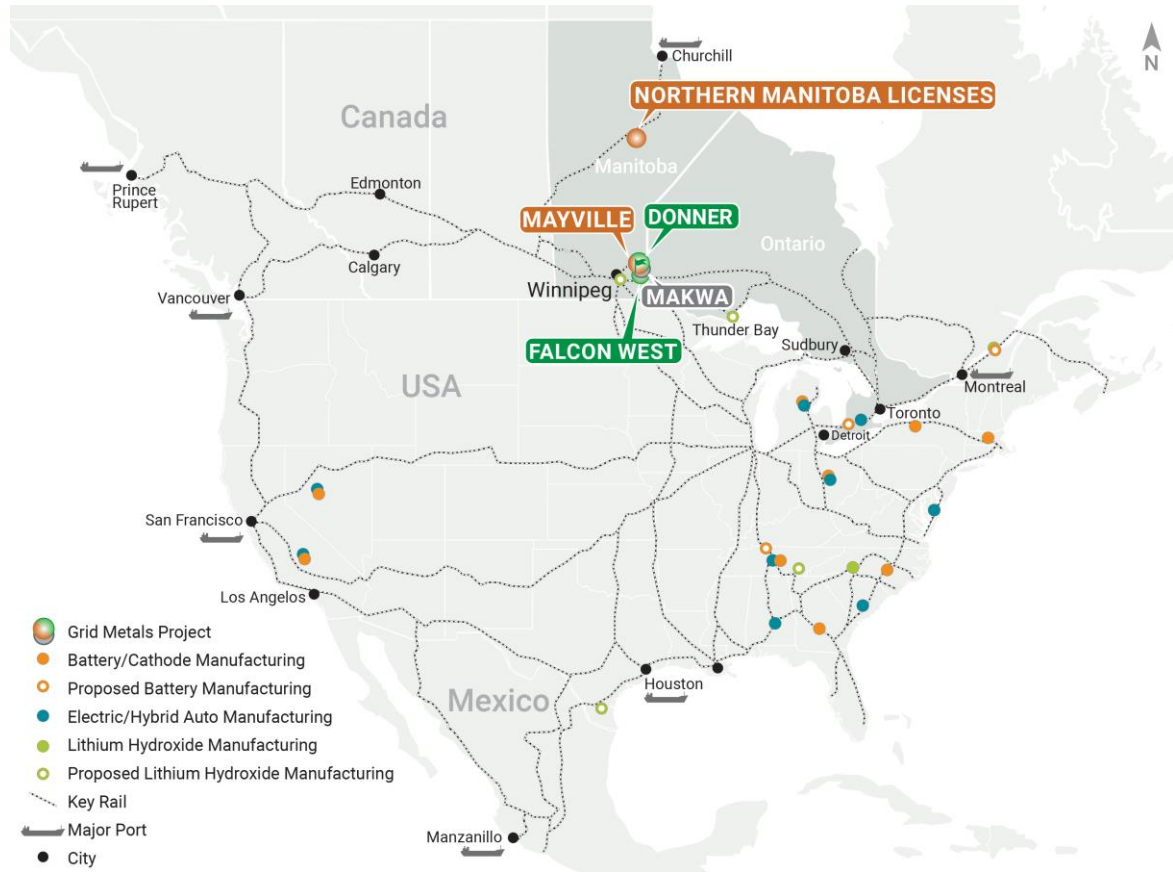 N
Churchill
NORTHERN MANITOBA LICENSES
Canada
Manitoba
Prince
Rupert
Edmonton
MAYVILLE
DONNER
Ontario
Calgary
Winnipeg
MAKWA
Vancouver
Thunder Bay
Sudbury
FALCON WEST
Montreal
USA
Toronto
Detroit
San Francisco
Los Angelos
Grid Metals Project
Battery/Cathode Manufacturing
Proposed Battery Manufacturing
Electric/Hybrid Auto Manufacturing
Lithium Hydroxide Manufacturing
Proposed Lithium Hydroxide Manufacturing
Key Rail
Major Port
City
Houston
Mexico
Manzanillo